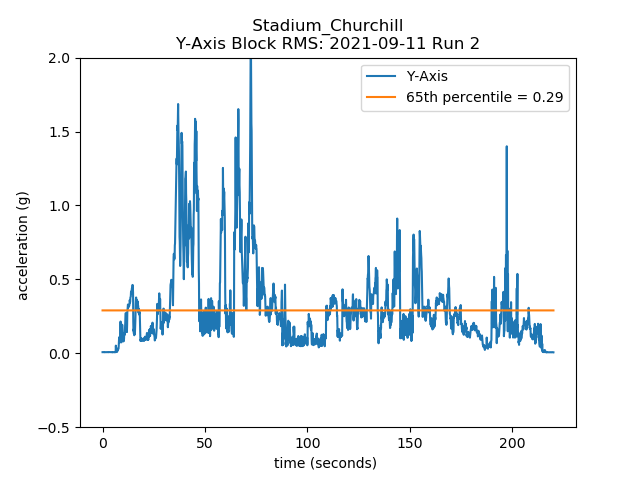 Stadium_Churchill
Y-Axis Block RMS: 2021-09-11 Run 2
2.0
1.5
1.0
0.5
0.0
−0.5
acceleration (g)
Y-Axis
65th percentile = 0.29
0 50 100 150 200
time (seconds)